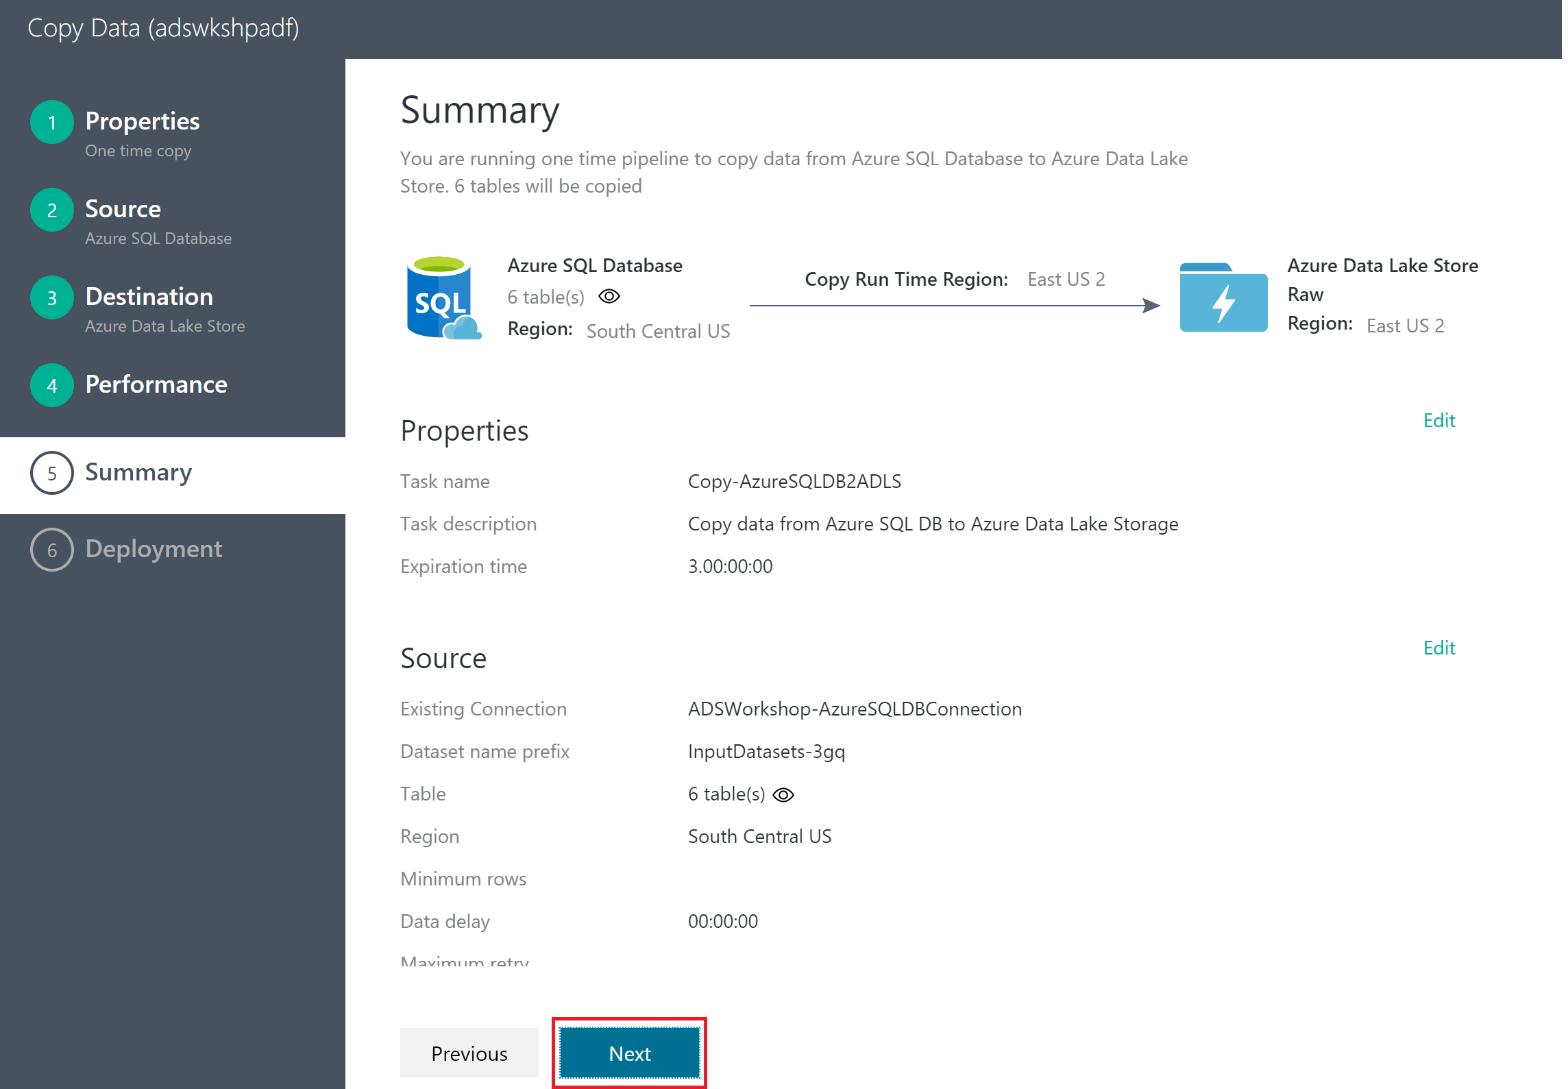 Copy Data (adswkshpadf)
1 Properties
One time copy
2 Source
Azure SQL Database
3 Destination
Azure Data Lake Store
4 Performance
5 Summary
6 Deployment
Summary
You are running one time pipeline to copy data from Azure SQL Database to Azure Data Lake
Store. 6 tables will be copied
SQL
Azure SQL Database
6 table(s)
Region: South Central US
Copy Run Time Region: East US 2
Azure Data Lake Store
Raw
Region: East US 2
Properties Edit
Task name Copy-AzureSQLDB2ADLS
Task description Copy data from Azure SQL DB to Azure Data Lake Storage
Expiration time 3.00:00:00
Source Edit
Existing Connection ADSWorkshop-AzureSQLDBConnection
Dataset name prefix InputDatasets-3gq
Table 6 table(s)
Region South Central US
Minimum rows
Data delay 00:00:00
Maximum retry
Previous Next